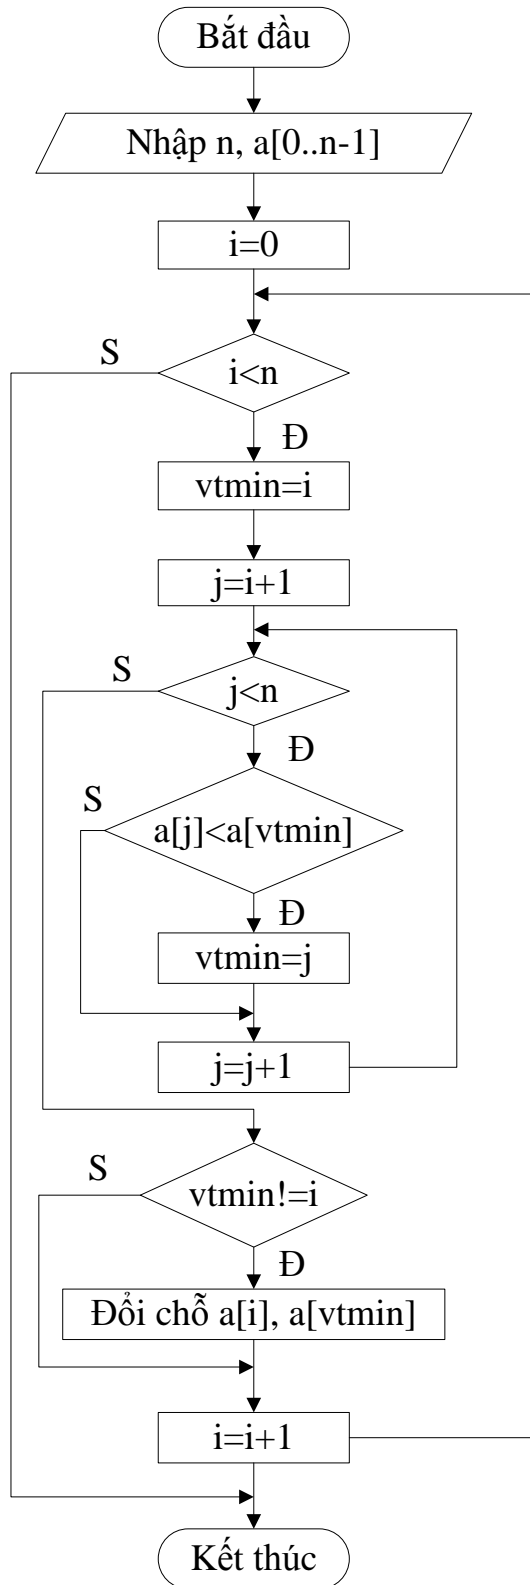 Bắt đầu
Nhập n, a[0..n-1]
i=0
S
i<n
Đ
vtmin=i
j=i+1
S
j<n
Đ
S
a[j]<a[vtmin]
Đ
vtmin=j
j=j+1
S
vtmin!=i
Đ
Đổi chỗ a[i], a[vtmin]
i=i+1
Kết thúc